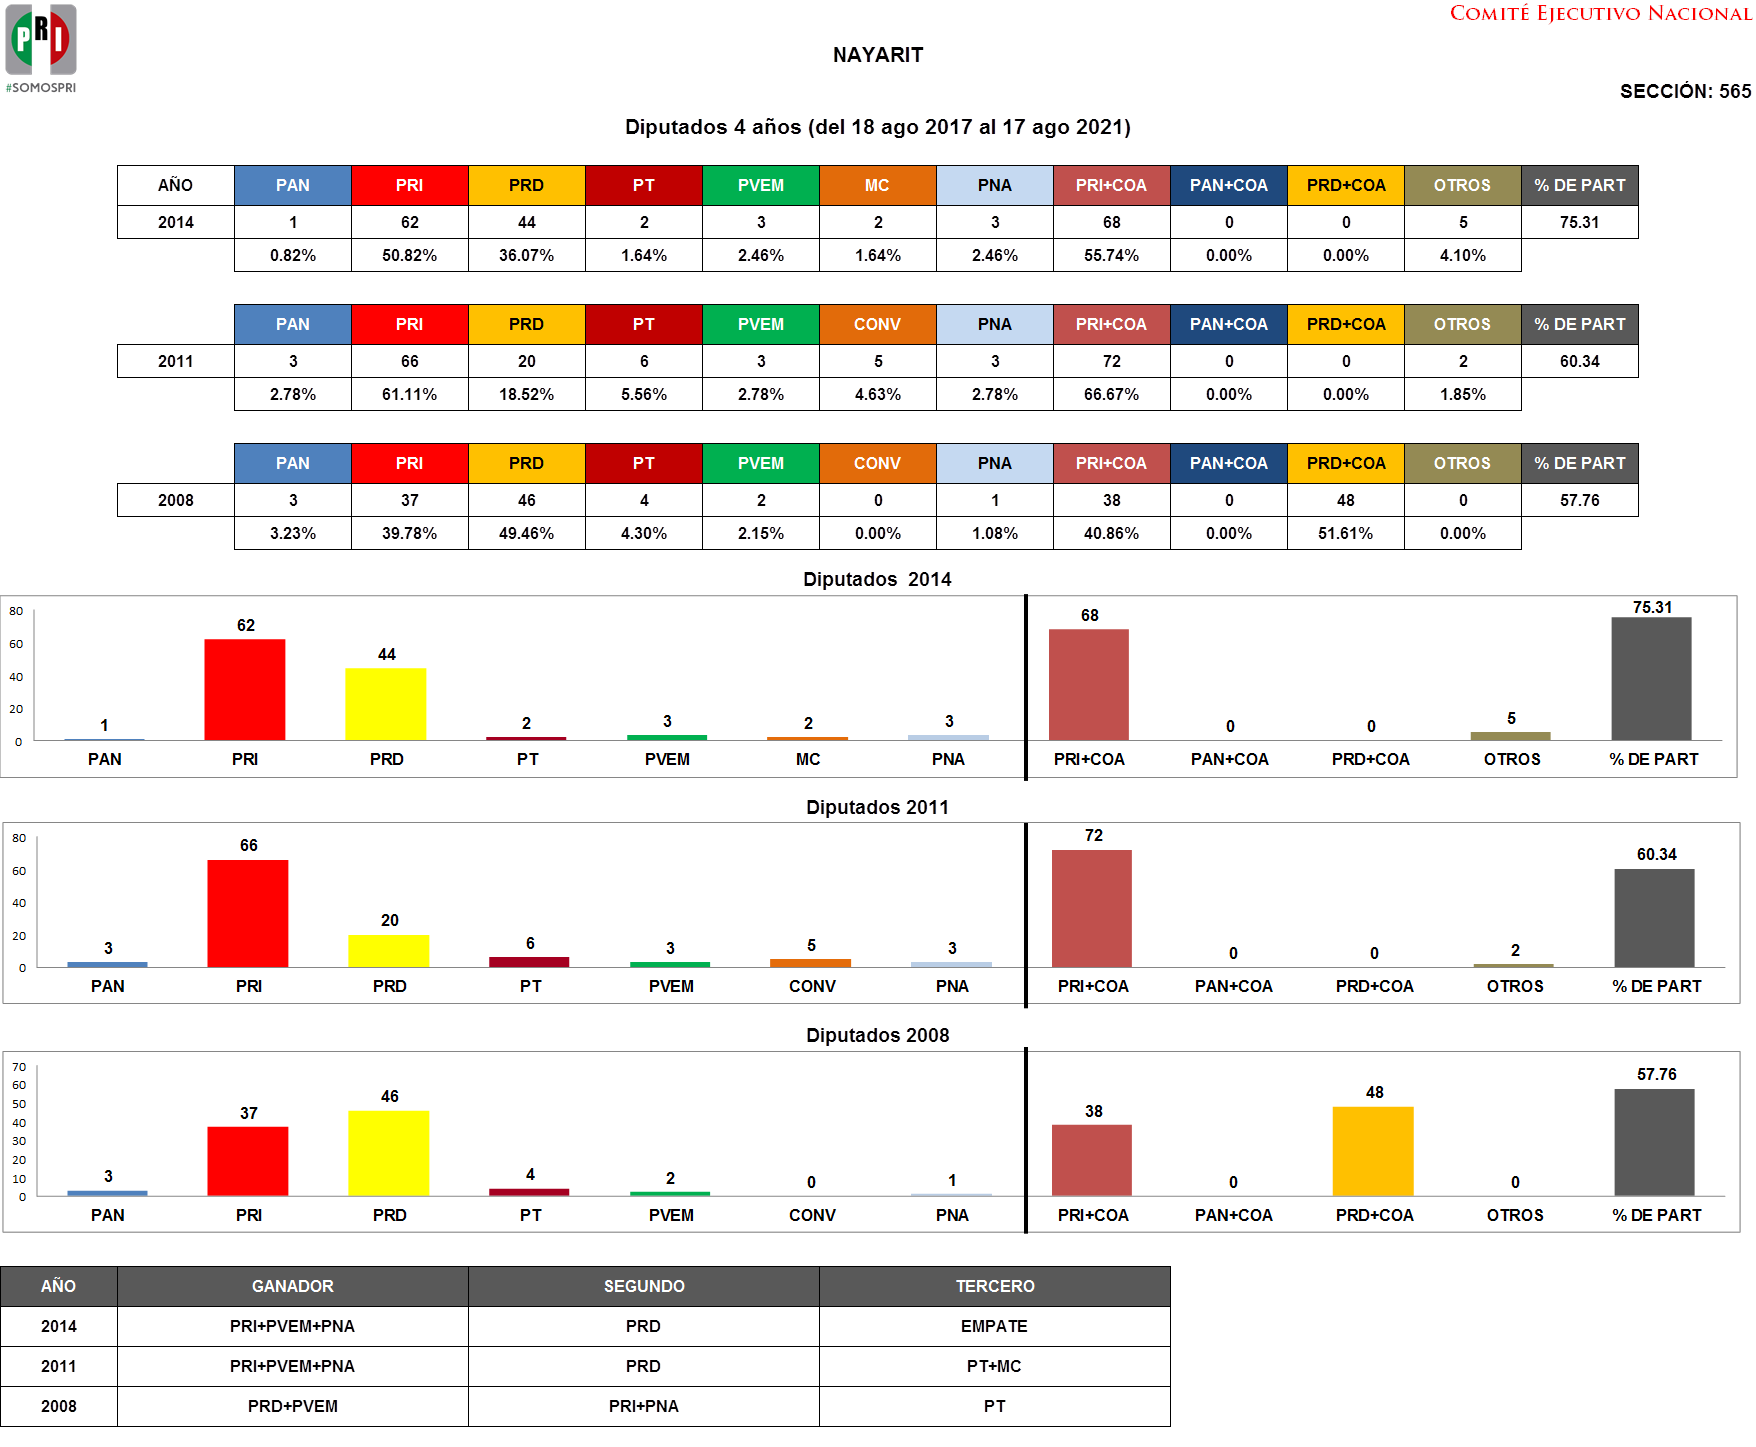 PRI
#SOMOSPRI
COMITÉ EJECUTIVO NACIONAL
NAYARIT
SECCIÓN: 565
Diputados 4 años (del 18 ago 2017 al 17 ago 2021)
AÑO PAN PRI PRD PT PVEM MC PNA PRI+COA PAN+COA PRD+COA OTROS % DE PART
2014 1 62 44 2 3 2 3 68 0 0 5 75.31
0.82% 50.82% 36.07% 1.64% 2.46% 1.64% 2.46% 55.74% 0.00% 0.00% 4.10%
PAN PRI PRD PT PVEM CONV PNA PRI+COA PAN+COA PRD+COA OTROS % DE PART
2011 3 66 20 6 3 5 3 72 0 0 2 60.34
2.78% 61.11% 18.52% 5.56% 2.78% 4.63% 2.78% 66.67% 0.00% 0.00% 1.85%
PAN PRI PRD PT PVEM CONV PNA PRI+COA PAN+COA PRD+COA OTROS % DE PART
2008 3 37 46 4 2 0 1 38 0 48 0 57.76
3.23% 39.78% 49.46% 4.30% 2.15% 0.00% 1.08% 40.86% 0.00% 51.61% 0.00%
Diputados 2014
80
60
40
20
0
1 62 44 2 3 2 3 68 0 0 5 75.31
PAN PRI PRD PT PVEM MC PNA PRI+COA PAN+COA PRD+COA OTROS % DE PART
Diputados 2011
80
60
40
20
0
3 66 20 6 3 5 3 72 0 0 2 60.34
PAN PRI PRD PT PVEM CONV PNA PRI+COA PAN+COA PRD+COA OTROS % DE PART
Diputados 2008
70
60
50
40
30
20
10
0
3 37 46 4 2 0 1 38 0 48 0 57.76
PAN PRI PRD PT PVEM CONV PNA PRI+COA PAN+COA PRD+COA OTROS % DE PART
AÑO GANADOR SEGUNDO TERCERO
2014 PRI+PVEM+PNA PRD EMPATE
2011 PRI+PVEM+PNA PRD PT+MC
2008 PRD+PVEM PRI+PNA PT